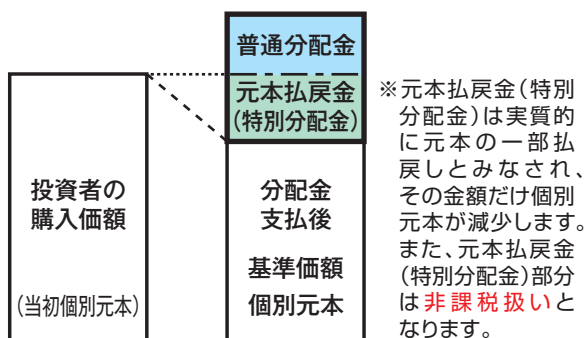 普通分配金
元本払戻金
(特別分配金)
投資者の
購入価額
(当初個別元本)
分配金
支払後
基準価額
個別元本
※元本払戻金(特別
分配金)は実質的
に元本の一部払
戻しとみなされ、
その金額だけ個別
元本が減少します。
また、元本払戻金
(特別分配金)部分
は非課税扱いと
なります。